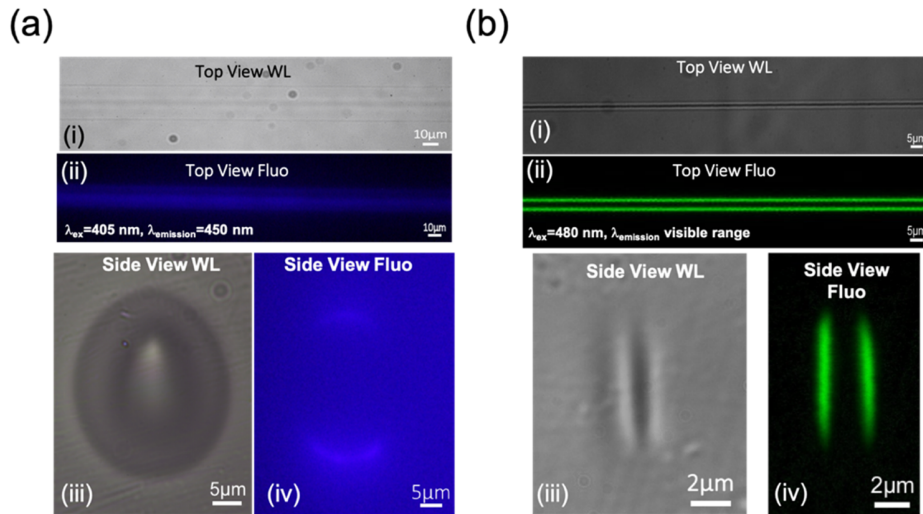 (a)
Top View WL
(i)
10µm
(ii)
Top View Fluo
λex=405 nm, λemission=450 nm
10µm
Side View WL
(iii)
5µm
Side View Fluo
(iv)
5µm
(b)
Top View WL
(i)
5µm
(ii)
Top View Fluo
λex=480 nm, λemission visible range
5µm
Side View WL
(iii)
2µm
Side View
Fluo
(iv)
2µm